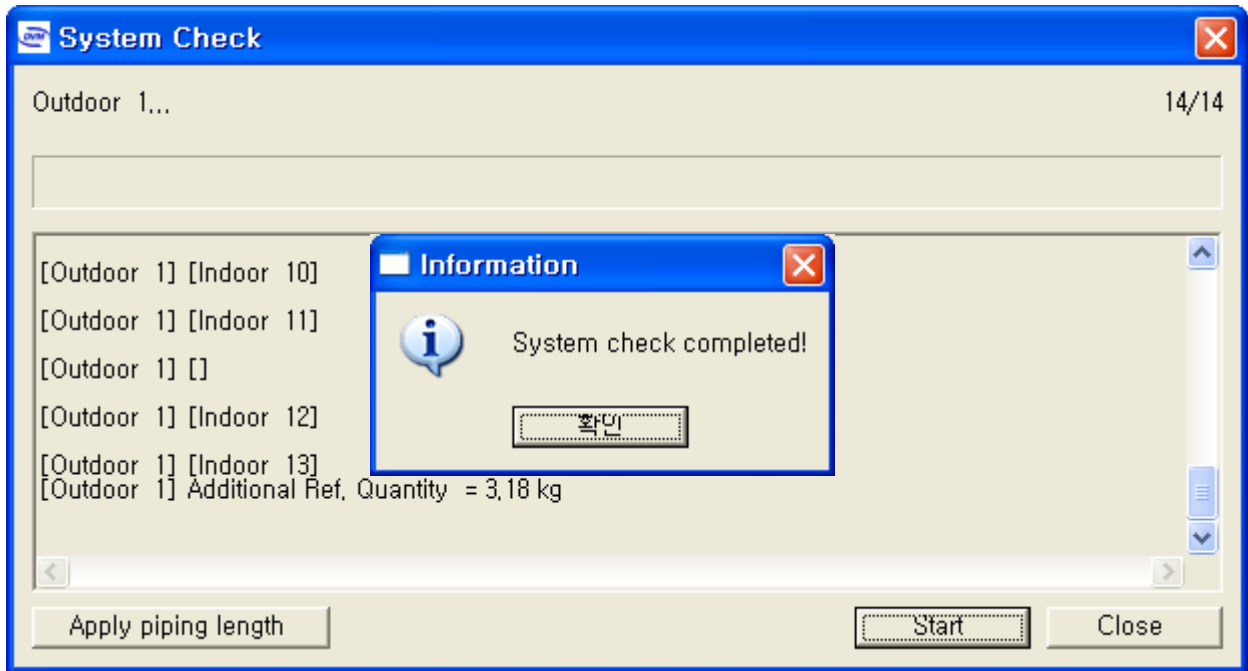 DVM System Check
Outdoor 1...
14/14
[Outdoor 1] [Indoor 10]
[Outdoor 1] [Indoor 11]
[Outdoor 1] []
[Outdoor 1] [Indoor 12]
[Outdoor 1] [Indoor 13]
[Outdoor 1] Additional Ref. Quantity = 3.18 kg
Information
System check completed!
확인
Apply piping length
Start
Close